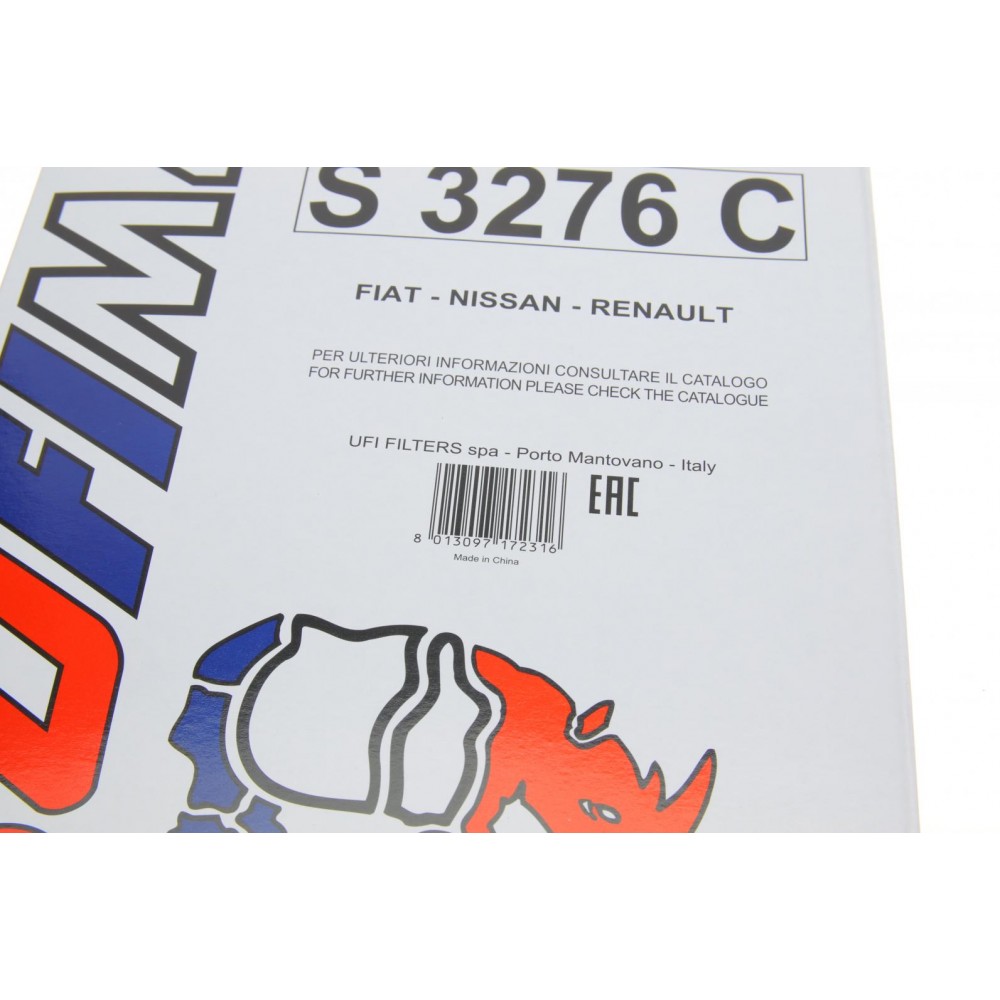 S 3276 C
FIAT - NISSAN - RENAULT
PER ULTERIORI INFORMAZIONI CONSULTARE IL CATALOGO
FOR FURTHER INFORMATION PLEASE CHECK THE CATALOGUE
UFI FILTERS spa - Porto Mantovano - Italy
EAC
8 013097 172316
Made in China